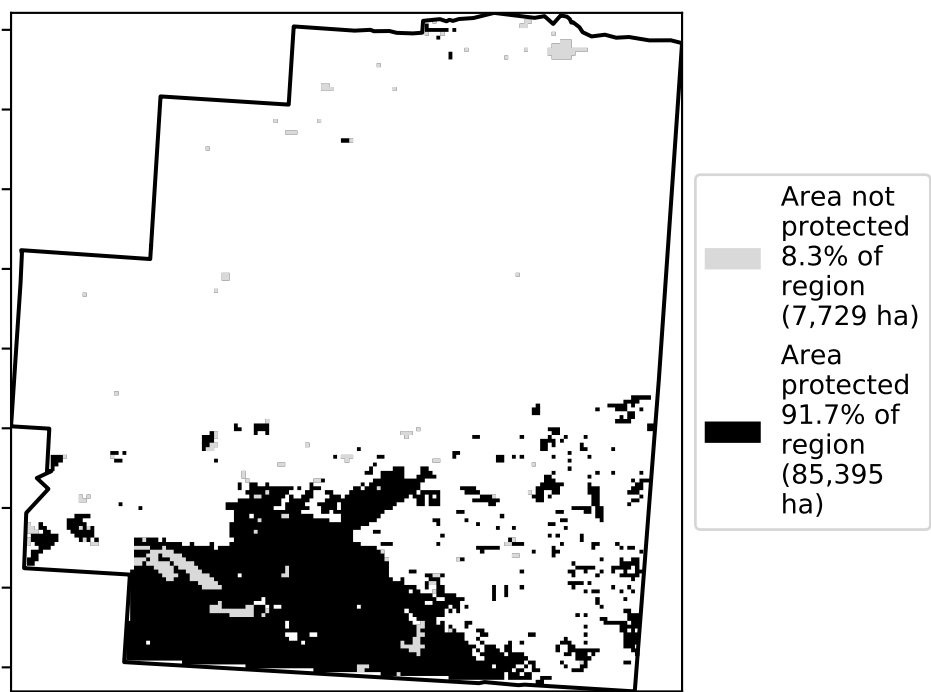 Area not
protected
8.3% of
region
(7,729 ha)
Area
protected
91.7% of
region
(85,395
ha)